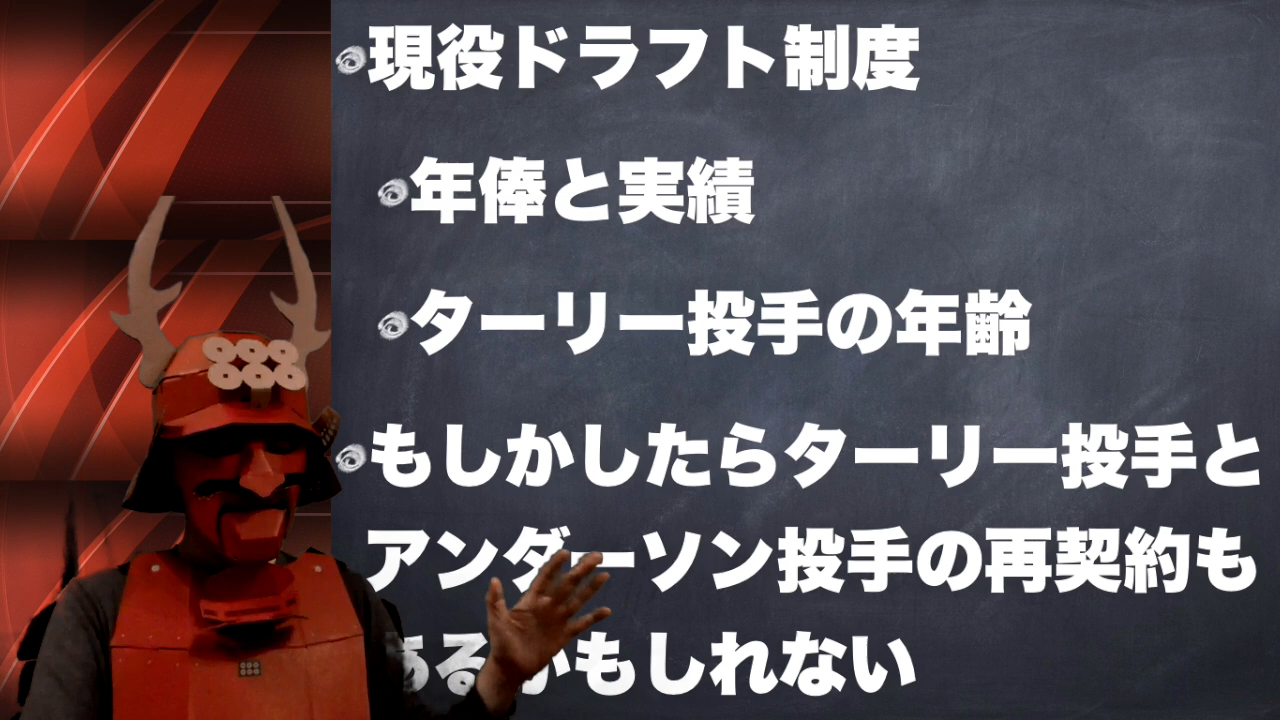 現役ドラフト制度
年俸と実績
ターリー投手の年齢
もしかしたらターリー投手と
アンダーソン投手の再契約も
あるかもしれない